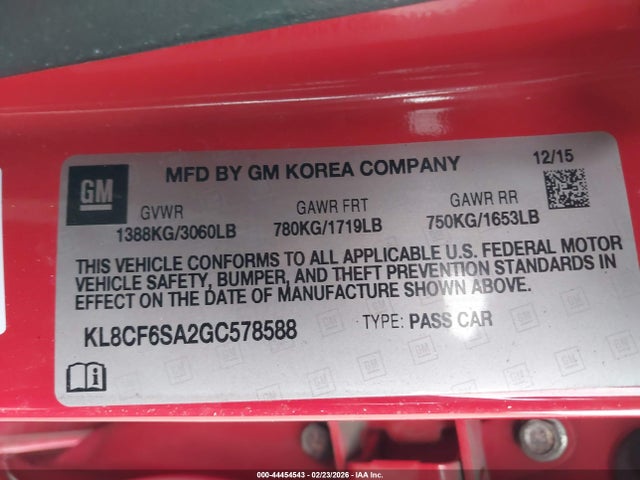 GM
MFD BY GM KOREA COMPANY
12/15
GVWR
GAWR FRT
GAWR RR
1388KG/3060LB
780KG/1719LB
750KG/1653LB
THIS VEHICLE CONFORMS TO ALL APPLICABLE U.S. FEDERAL MOTOR
VEHICLE SAFETY, BUMPER, AND THEFT PREVENTION STANDARDS IN
EFFECT ON THE DATE OF MANUFACTURE SHOWN ABOVE.
KL8CF6SA2GC578588
TYPE: PASS CAR
000-44454543 - 02/23/2026 - IAA Inc.